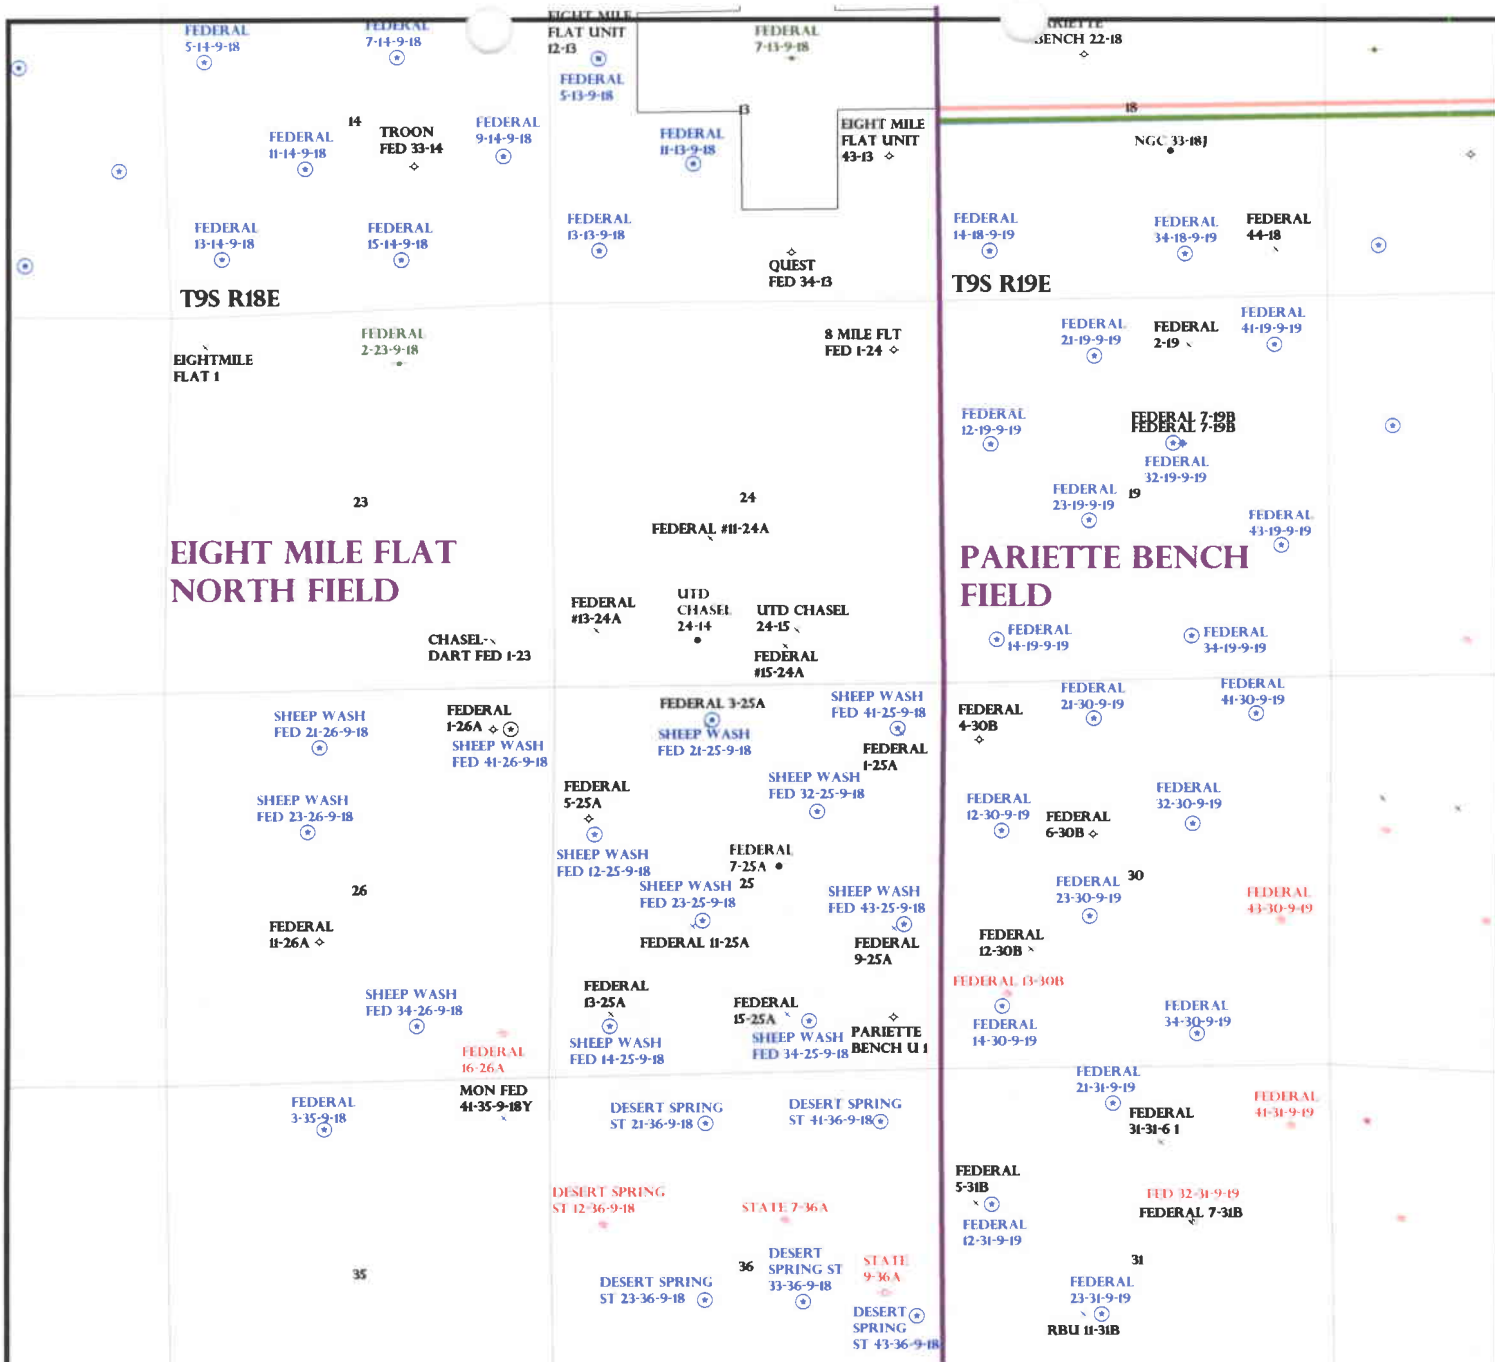 FEDERAL
5-14-9-18
FEDERAL
7-14-9-18
EIGHT MILE
FLAT UNIT
12-13
FEDERAL
5-13-9-18
FEDERAL
7-13-9-18
BENCH 22-18
14
TROON
FED 33-14
FEDERAL
9-14-9-18
FEDERAL
11-14-9-18
FEDERAL
11-13-9-18
13
EIGHT MILE
FLAT UNIT
43-13
18
NGC 33-18J
FEDERAL
13-14-9-18
FEDERAL
15-14-9-18
FEDERAL
13-13-9-18
QUEST
FED 34-13
FEDERAL
14-18-9-19
FEDERAL
34-18-9-19
FEDERAL
44-18
T9S R18E
T9S R19E
EIGHTMILE
FLAT 1
FEDERAL
2-23-9-18
8 MILE FLT
FED 1-24
FEDERAL
21-19-9-19
FEDERAL
2-19
FEDERAL
41-19-9-19
FEDERAL
12-19-9-19
FEDERAL 7-19B
FEDERAL 7-19B
FEDERAL
32-19-9-19
23
24
FEDERAL
23-19-9-19
19
FEDERAL
43-19-9-19
FEDERAL #11-24A
EIGHT MILE FLAT
NORTH FIELD
PARIETTE BENCH
FIELD
FEDERAL
#13-24A
UTD
CHASEL
24-14
UTD CHASEL
24-15
FEDERAL
#15-24A
CHASEL-
DART FED 1-23
FEDERAL
14-19-9-19
FEDERAL
34-19-9-19
SHEEP WASH
FED 21-26-9-18
FEDERAL
1-26A
SHEEP WASH
FED 41-26-9-18
FEDERAL 3-25A
SHEEP WASH
FED 21-25-9-18
SHEEP WASH
FED 41-25-9-18
FEDERAL
1-25A
FEDERAL
4-30B
FEDERAL
21-30-9-19
FEDERAL
41-30-9-19
SHEEP WASH
FED 23-26-9-18
FEDERAL
5-25A
SHEEP WASH
FED 12-25-9-18
SHEEP WASH
FED 32-25-9-18
FEDERAL
12-30-9-19
FEDERAL
6-30B
FEDERAL
32-30-9-19
FEDERAL
7-25A
26
25
30
SHEEP WASH
FED 23-25-9-18
FEDERAL 11-25A
SHEEP WASH
FED 43-25-9-18
FEDERAL
9-25A
FEDERAL
23-30-9-19
FEDERAL
43-30-9-19
FEDERAL
11-26A
FEDERAL
12-30B
FEDERAL 13-30B
FEDERAL
14-30-9-19
FEDERAL
34-30-9-19
SHEEP WASH
FED 34-26-9-18
FEDERAL
16-26A
FEDERAL
13-25A
SHEEP WASH
FED 14-25-9-18
FEDERAL
15-25A
SHEEP WASH
FED 34-25-9-18
PARIETTE
BENCH U 1
FEDERAL
3-35-9-18
MON FED
41-35-9-18Y
DESERT SPRING
ST 21-36-9-18
DESERT SPRING
ST 41-36-9-18
FEDERAL
21-31-9-19
FEDERAL
31-31-6 1
FEDERAL
41-31-9-19
DESERT SPRING
ST 12-36-9-18
STATE 7-36A
FEDERAL
5-31B
FEDERAL
12-31-9-19
FED 32-31-9-19
FEDERAL 7-31B
35
36
31
DESERT SPRING
ST 23-36-9-18
DESERT
SPRING ST
33-36-9-18
STATE
9-36A
DESERT
SPRING
ST 43-36-9-18
FEDERAL
23-31-9-19
RBU 11-31B